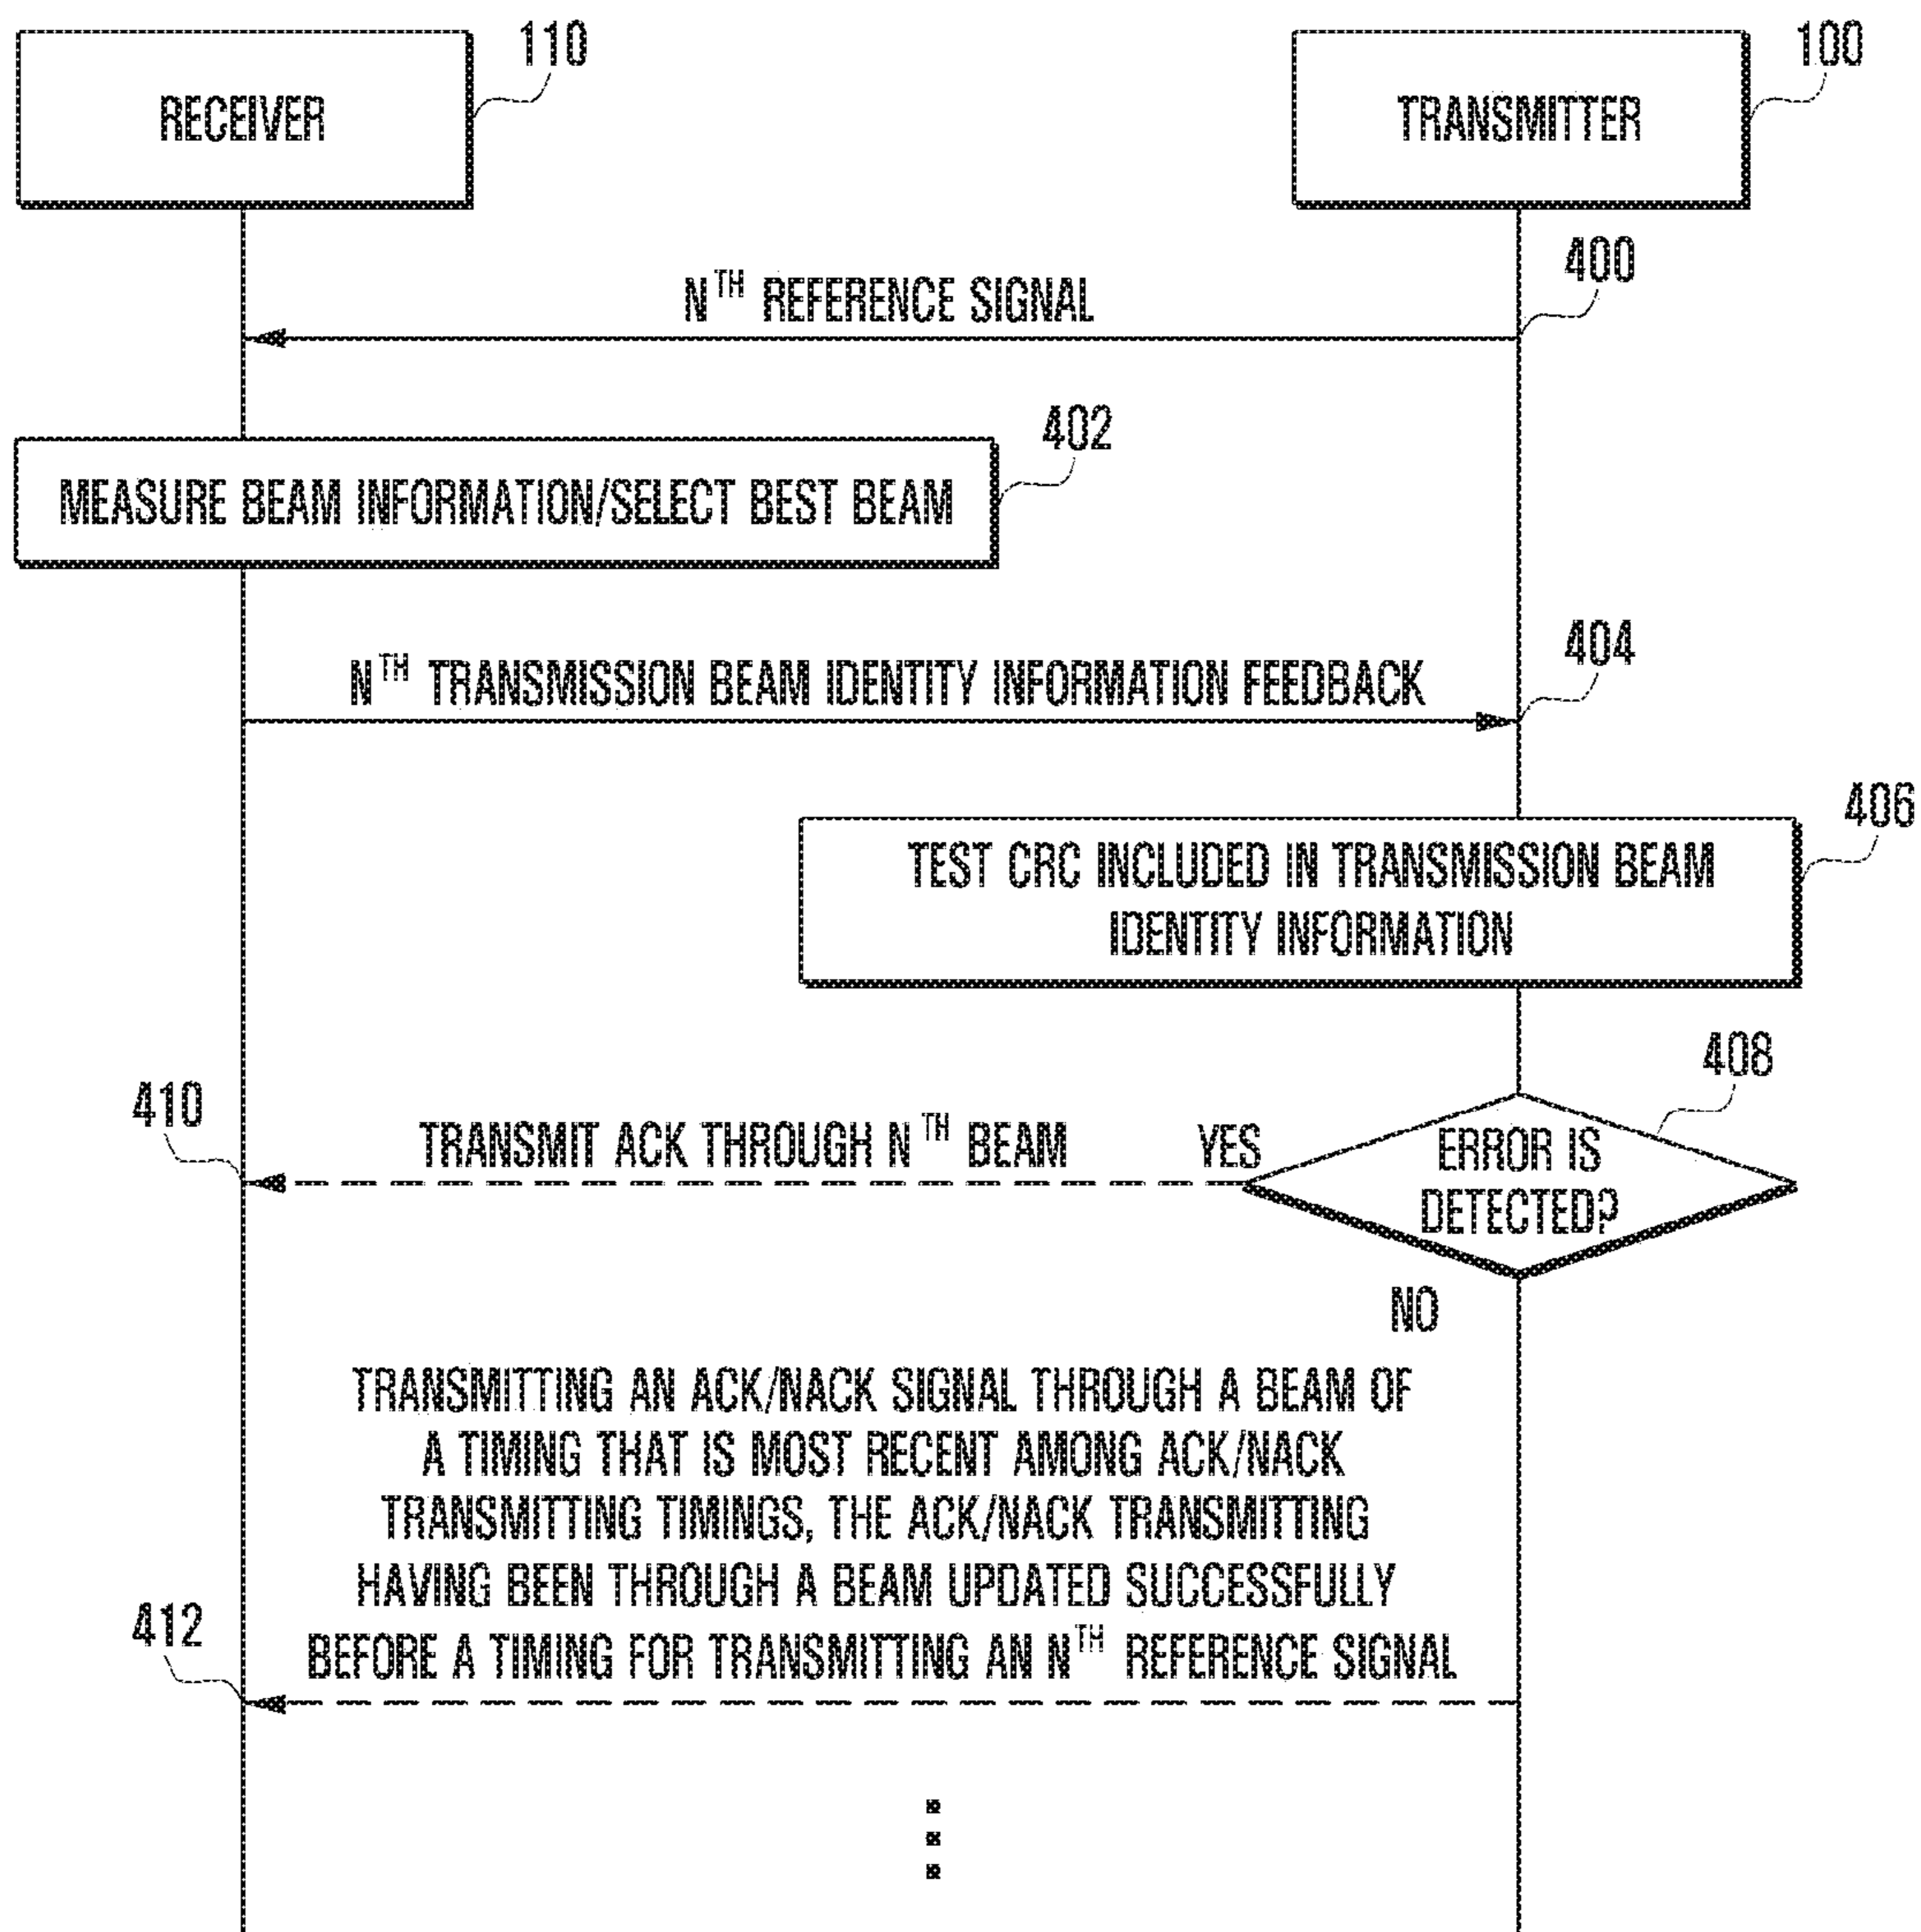 RECEIVER
110
TRANSMITTER
100
400
NTH REFERENCE SIGNAL
402
MEASURE BEAM INFORMATION/SELECT BEST BEAM
404
NTH TRANSMISSION BEAM IDENTITY INFORMATION FEEDBACK
406
TEST CRC INCLUDED IN TRANSMISSION BEAM
IDENTITY INFORMATION
408
410
TRANSMIT ACK THROUGH NTH BEAM
YES
ERROR IS
DETECTED?
NO
TRANSMITTING AN ACK/NACK SIGNAL THROUGH A BEAM OF
A TIMING THAT IS MOST RECENT AMONG ACK/NACK
TRANSMITTING TIMINGS, THE ACK/NACK TRANSMITTING
HAVING BEEN THROUGH A BEAM UPDATED SUCCESSFULLY
412
BEFORE A TIMING FOR TRANSMITTING AN NTH REFERENCE SIGNAL